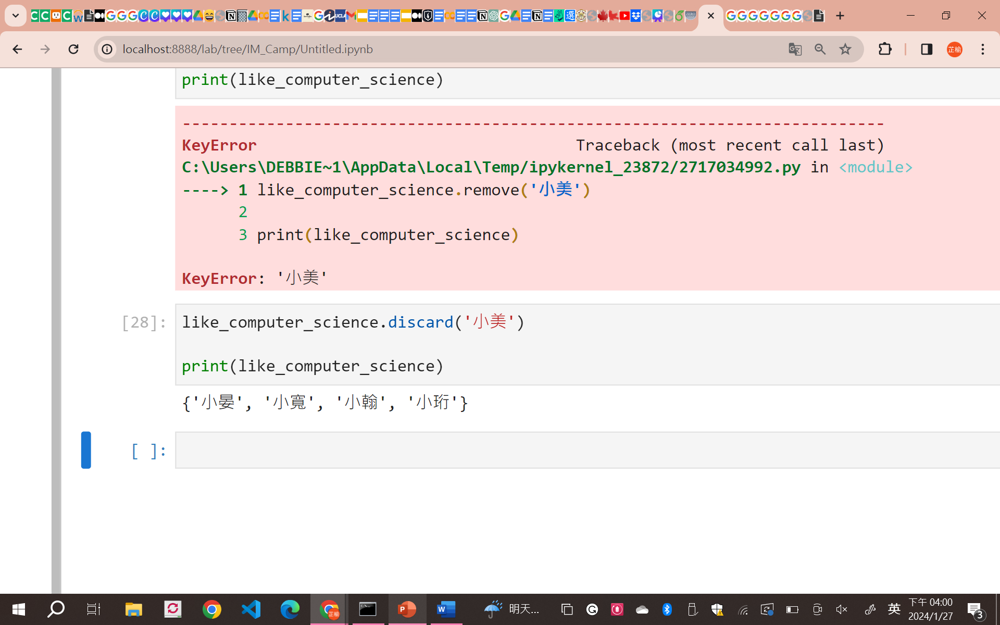 localhost:8888/lab/tree/IM_Camp/Untitled.ipynb
芷榆
print(like_computer_science)
---------------------------------------------------------------------------
KeyError Traceback (most recent call last)
C:\Users\DEBBIE~1\AppData\Local\Temp/ipykernel_23872/2717034992.py in <module>
----> 1 like_computer_science.remove('小美')
2
3 print(like_computer_science)
KeyError: '小美'
[28]: like_computer_science.discard('小美')
print(like_computer_science)
{'小晏', '小寬', '小翰', '小珩'}
[ ]:
明天...
英
下午 04:00
2024/1/27
3